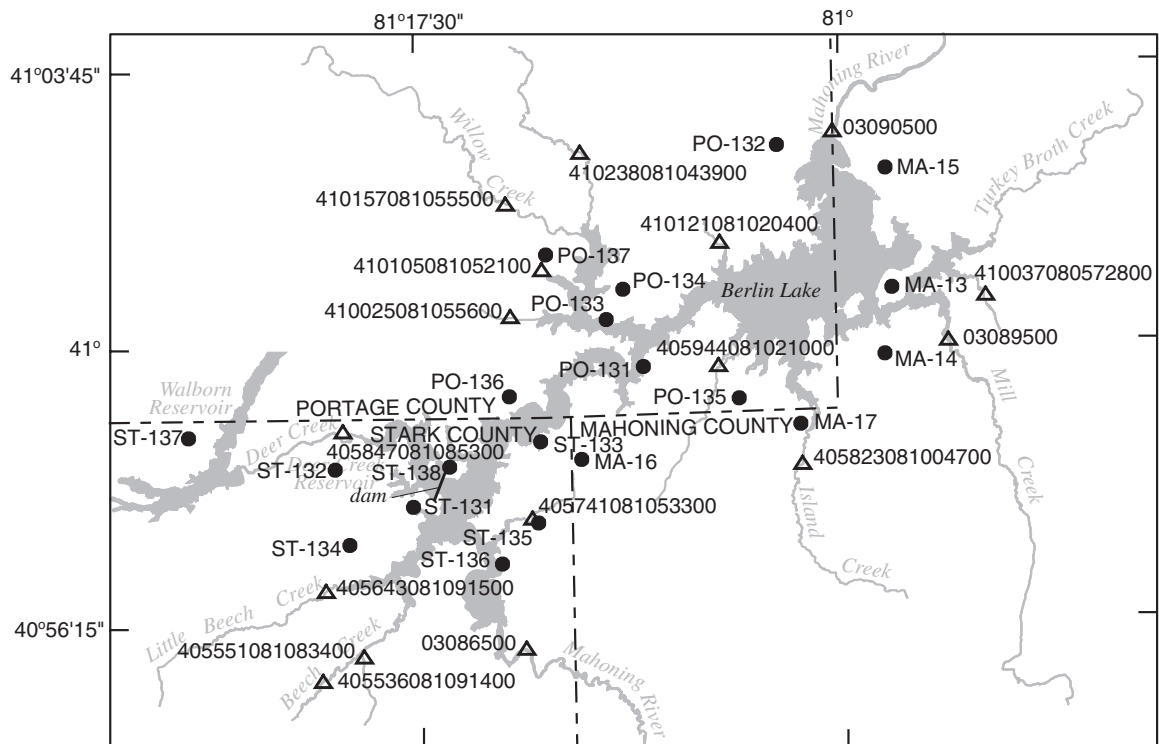 81°17'30"
81°
41°03'45"
Mahoning River
03090500
PO-132
MA-15
Turkey Broth Creek
Willow Creek
410238081043900
410157081055500
410121081020400
PO-137
410105081052100
PO-134
410037080572800
MA-13
Berlin Lake
PO-133
410025081055600
03089500
405944081021000
41°
MA-14
PO-131
PO-136
PO-135
Mill Creek
Walborn
Reservoir
PORTAGE COUNTY
STARK COUNTY
MAHONING COUNTY
MA-17
ST-137
Deer Creek
ST-133
405847081085300
MA-16
405823081004700
ST-132
ST-138
Deer Creek
Reservoir
dam
ST-131
405741081053300
Island Creek
ST-135
ST-134
ST-136
Little Beech Creek
405643081091500
40°56'15"
03086500
4055551081083400
Beech Creek
405536081091400
Mahoning River